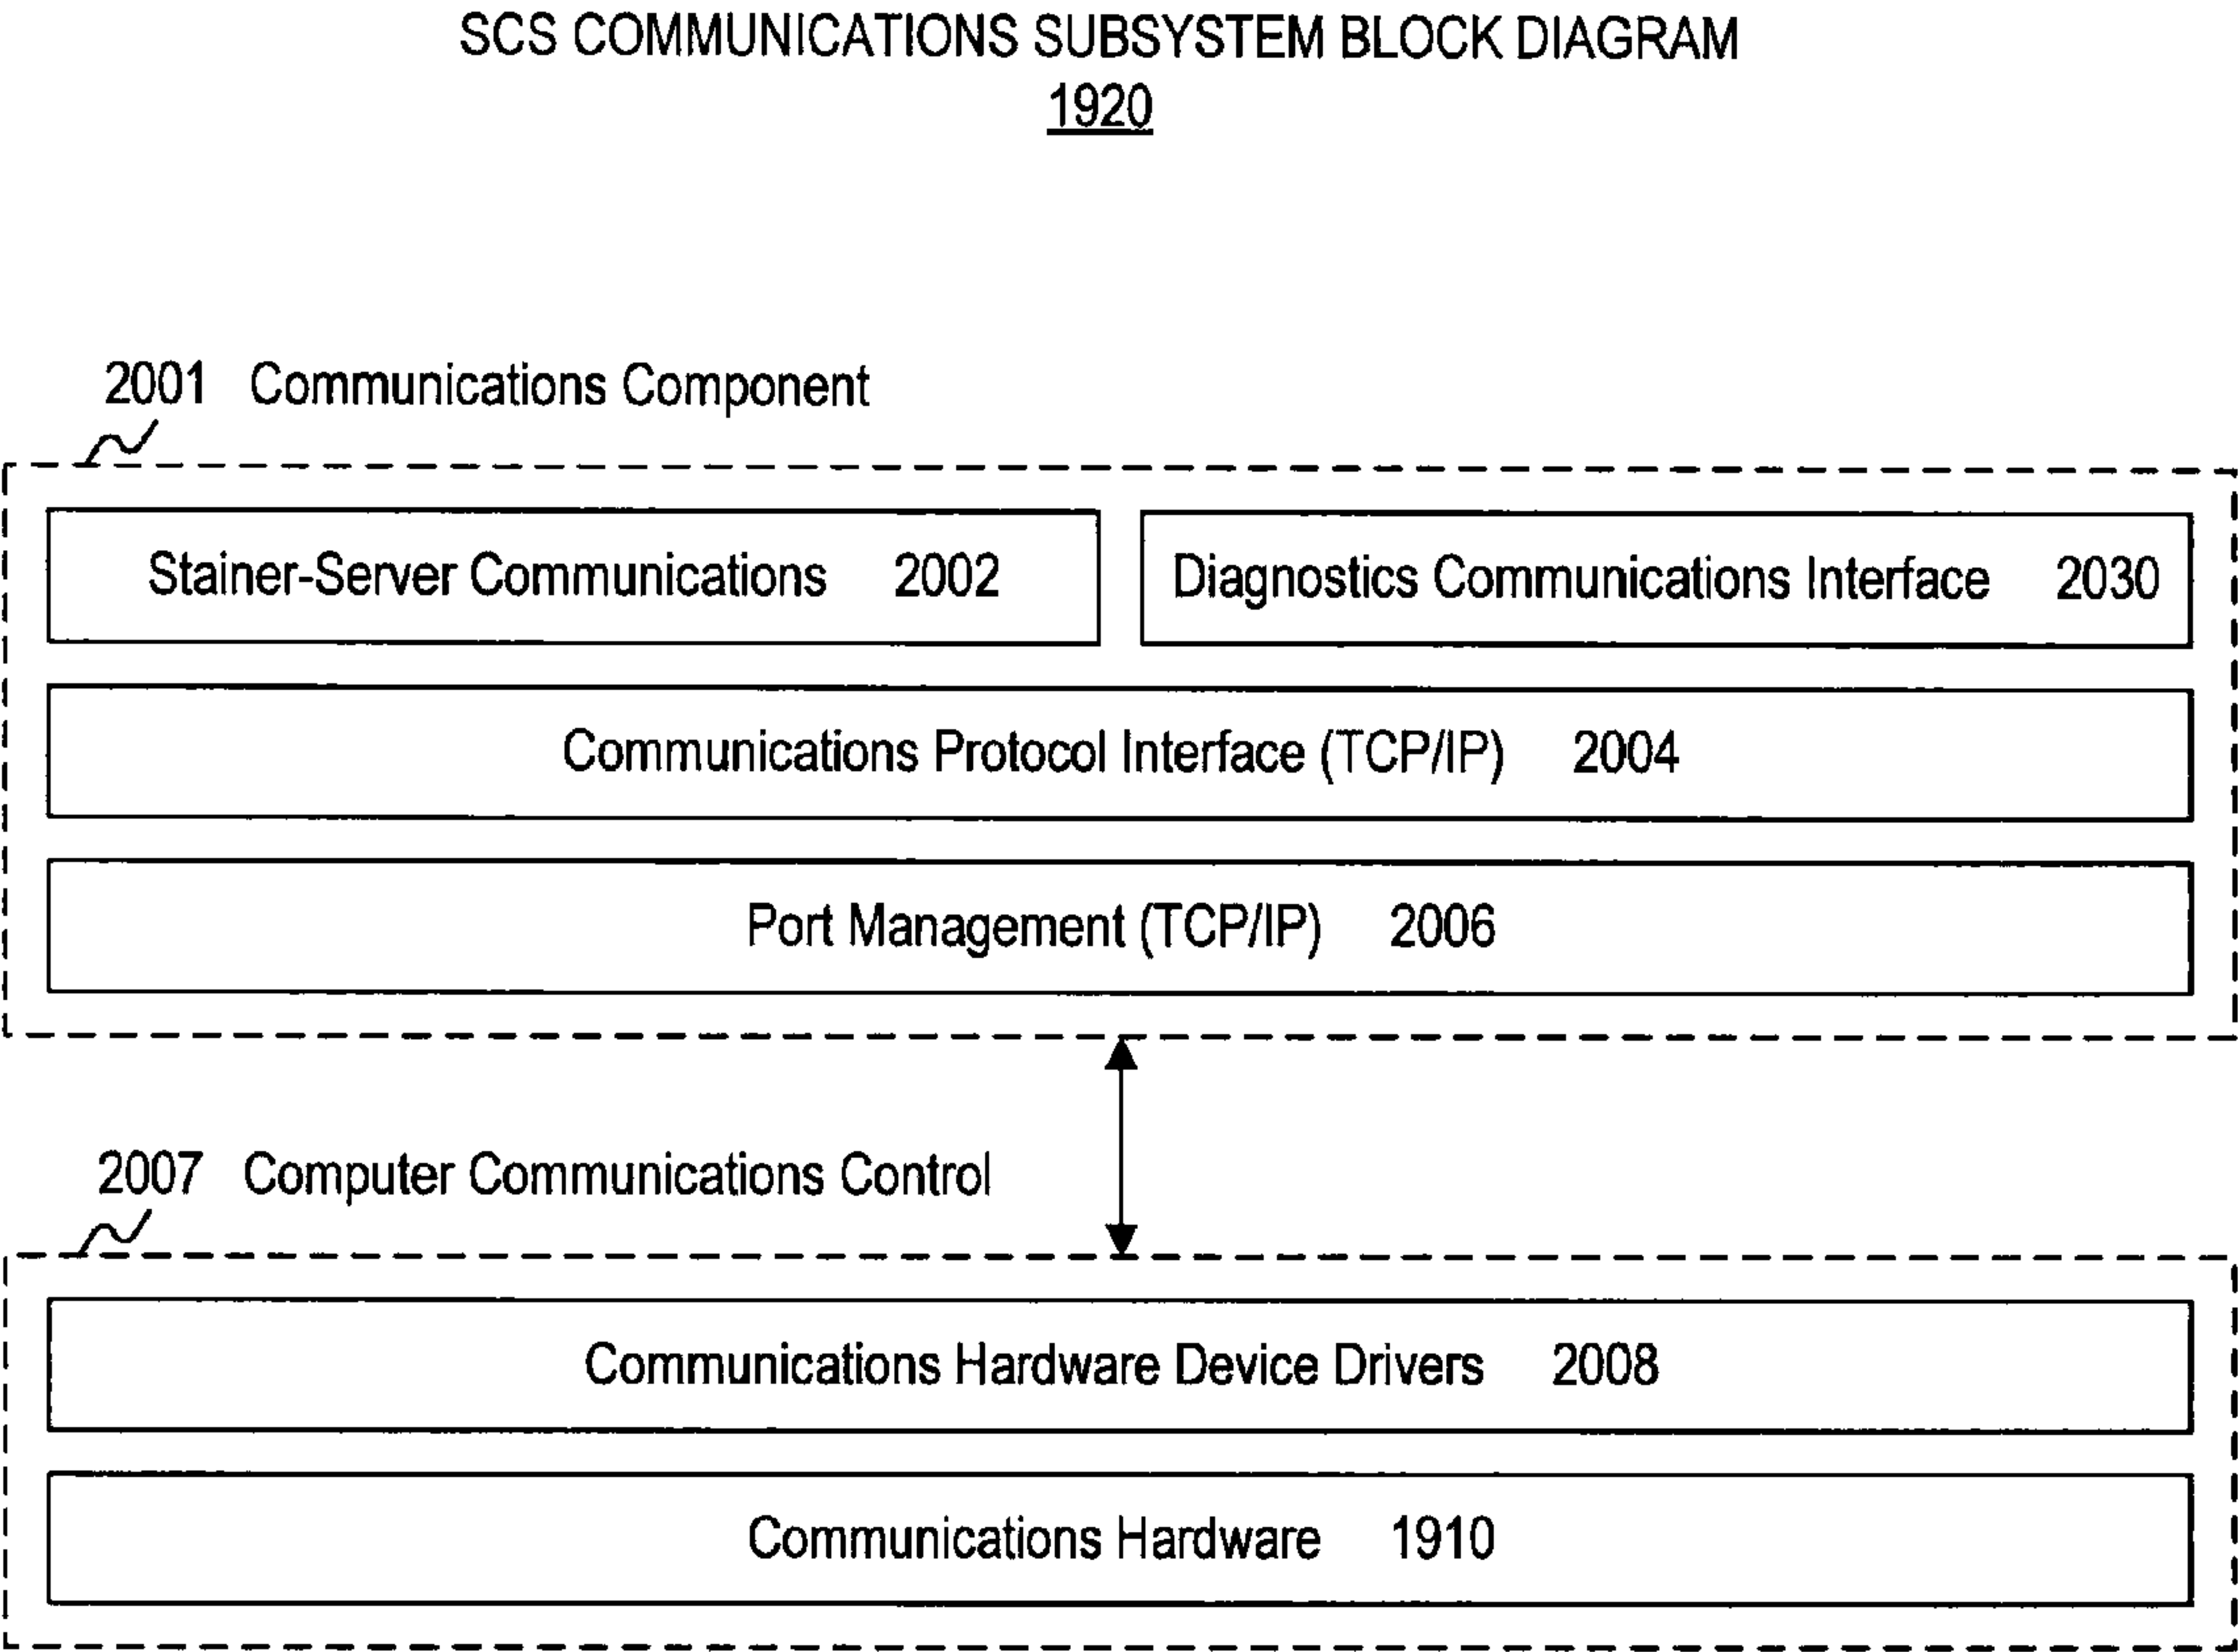 SCS COMMUNICATIONS SUBSYSTEM BLOCK DIAGRAM
1920
2001 Communications Component
Stainer-Server Communications 2002
Diagnostics Communications Interface 2030
Communications Protocol Interface (TCP/IP) 2004
Port Management (TCP/IP) 2006
2007 Computer Communications Control
Communications Hardware Device Drivers 2008
Communications Hardware 1910